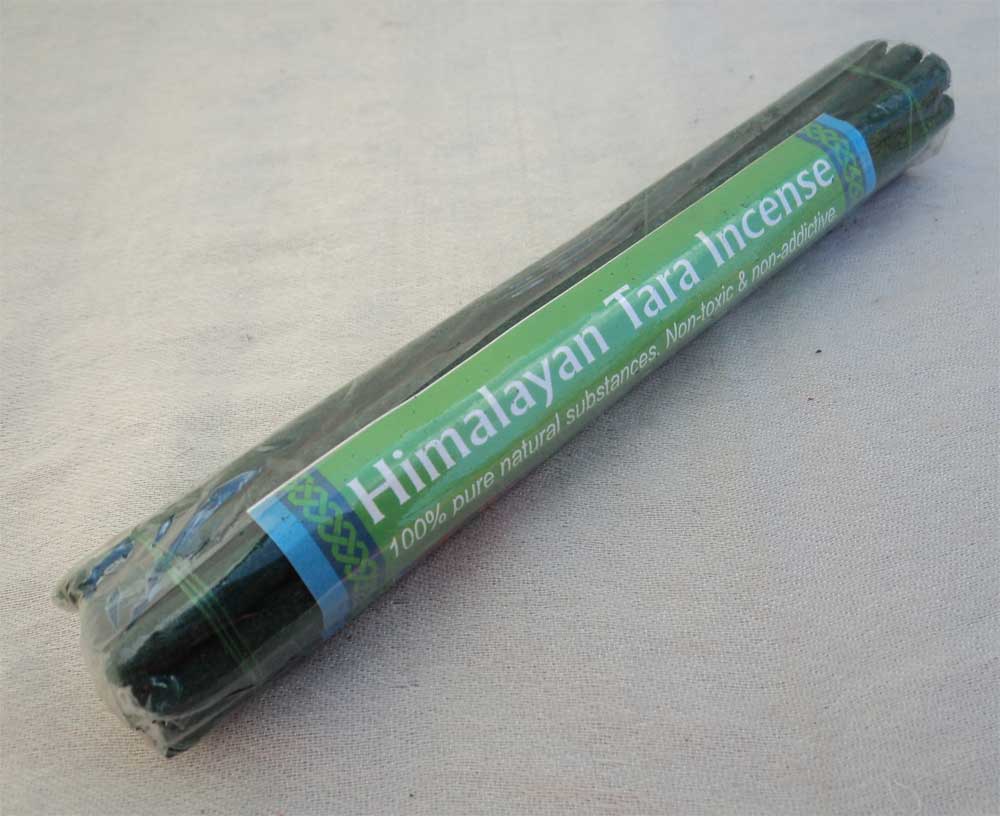 Himalayan Tara Incense
100% pure natural substances. Non-toxic & non-addictive